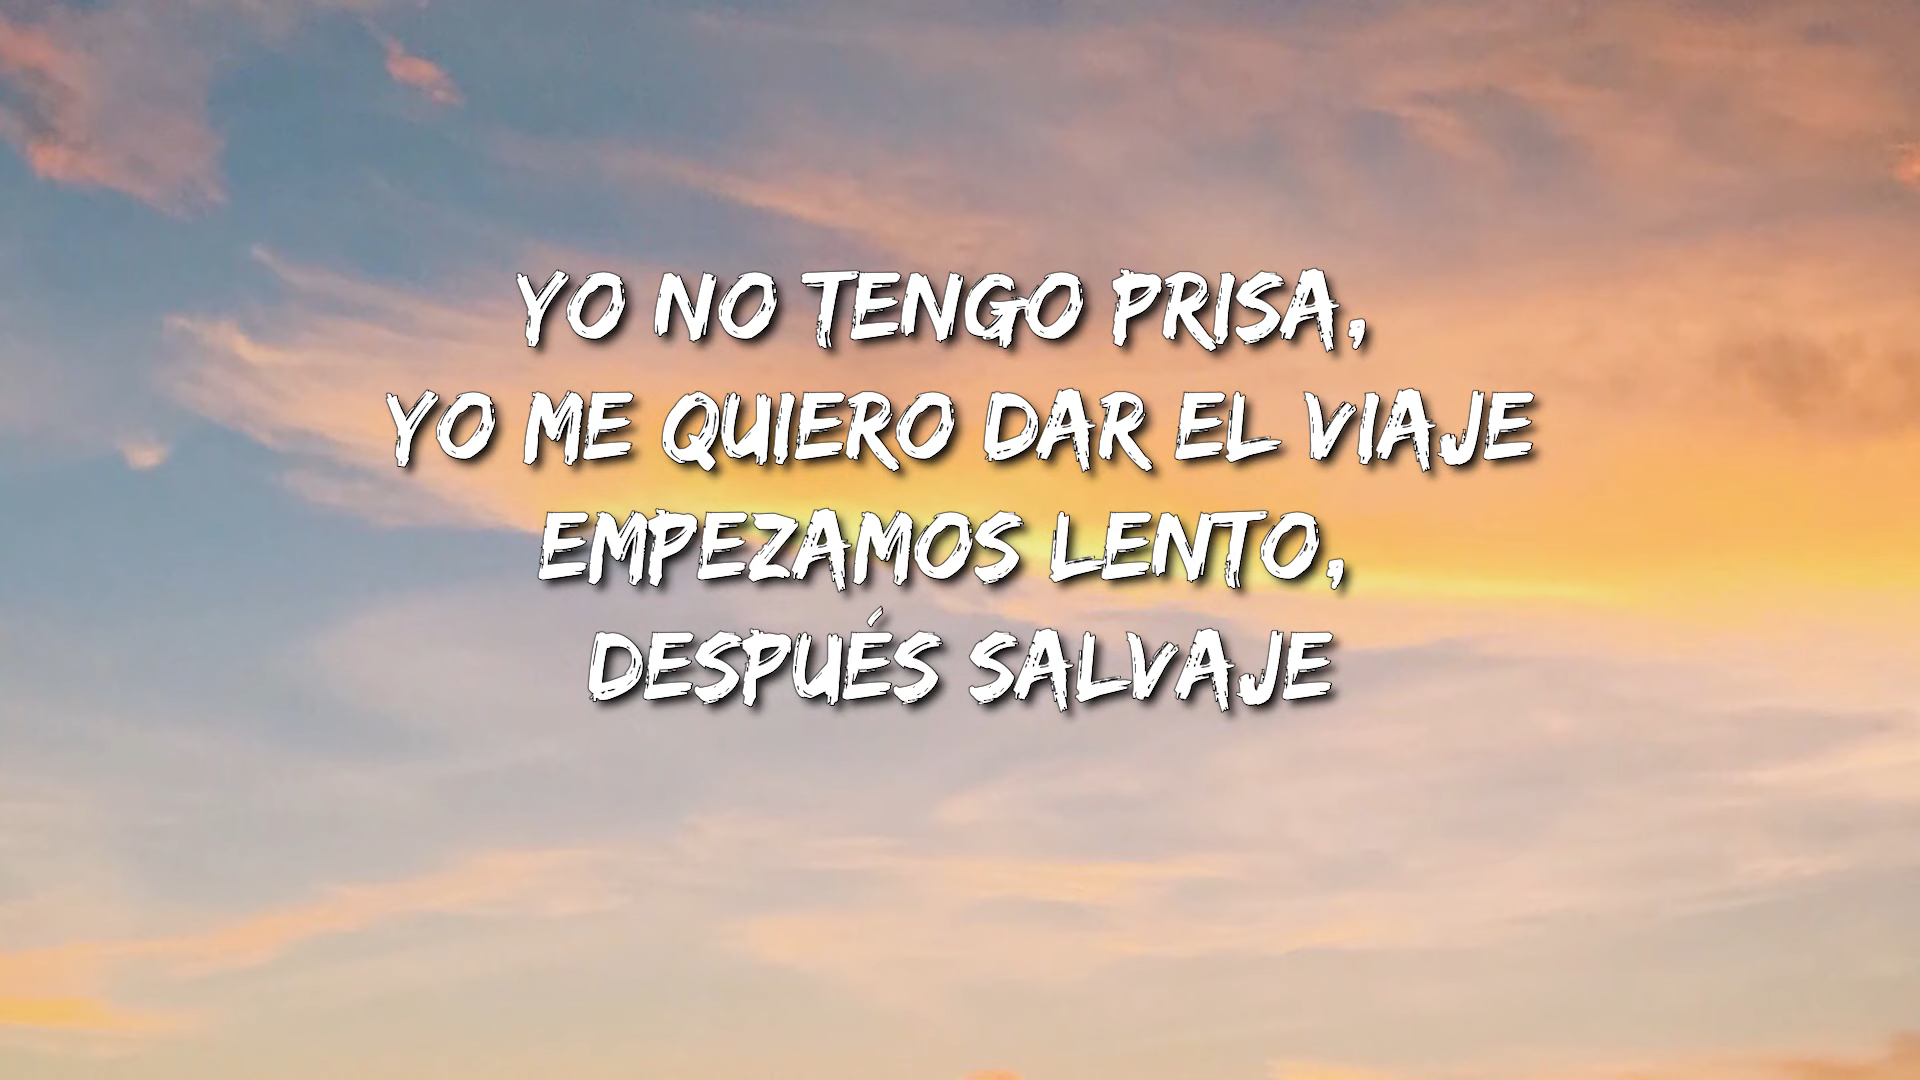 YO NO TENGO PRISA,
YO ME QUIERO DAR EL VIAJE
EMPEZAMOS LENTO,
DESPUÉS SALVAJE